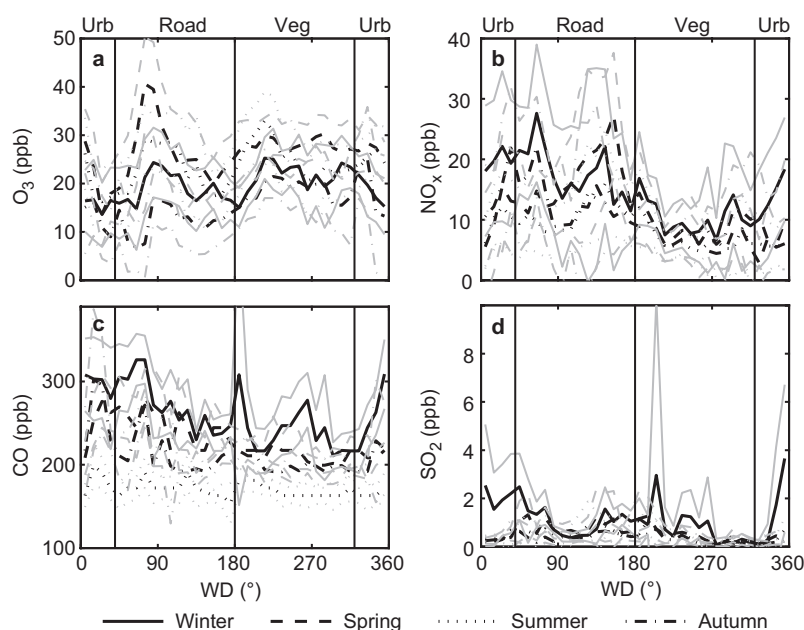 Urb Road Veg Urb
Urb Road Veg Urb
a
50
40
30
20
10
0
O3 (ppb)
b
40
30
20
10
0
NOx (ppb)
c
300
200
100
CO (ppb)
0 90 180 270 360
WD (°)
d
8
6
4
2
0
SO2 (ppb)
0 90 180 270 360
WD (°)
Winter Spring Summer Autumn